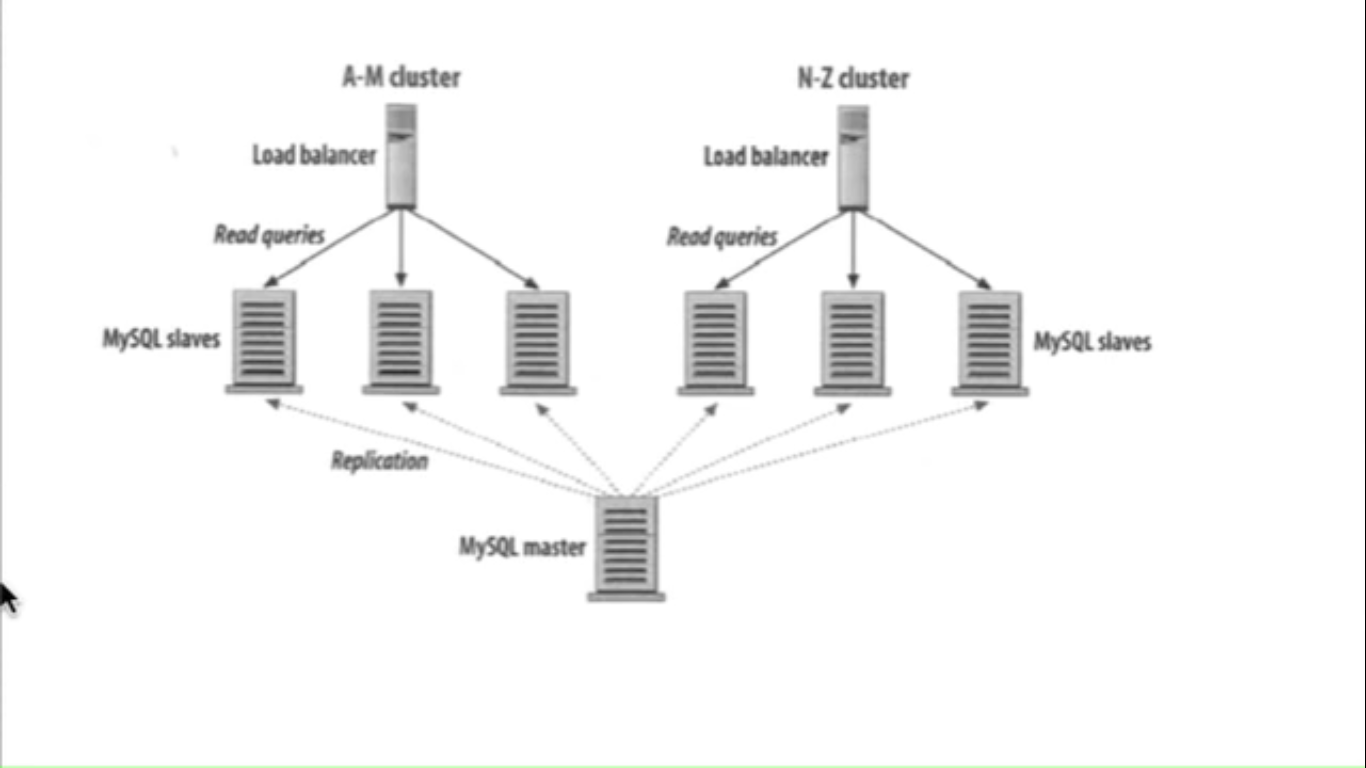 A-M cluster
N-Z cluster
Load balancer
Load balancer
Read queries
Read queries
MySQL slaves
MySQL slaves
Replication
MySQL master